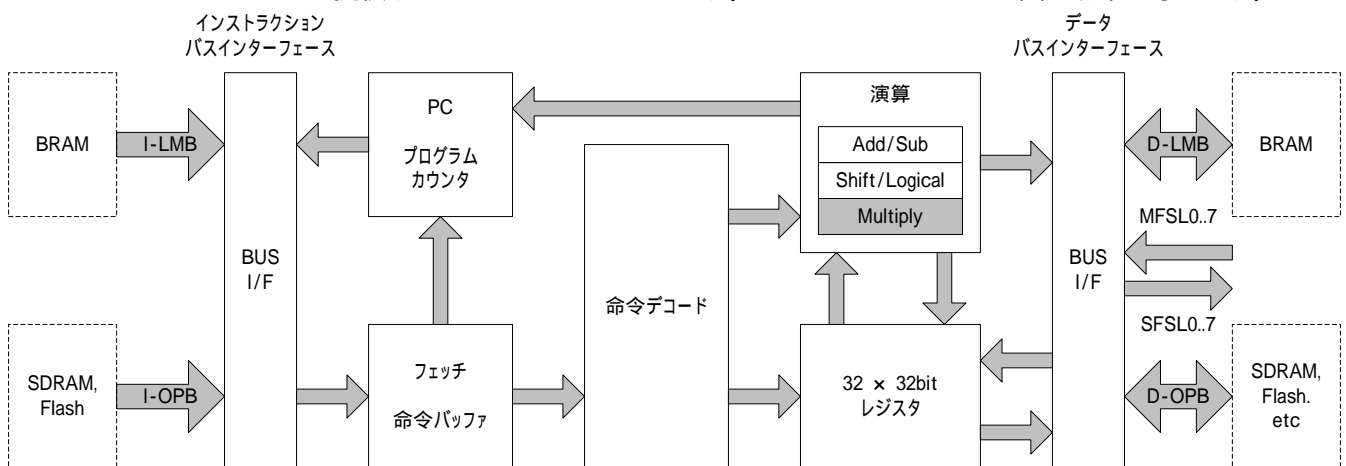 インストラクション
バスインターフェース
データ
バスインターフェース
BRAM
I-LMB
PC
プログラム
カウンタ
演算
Add/Sub
Shift/Logical
Multiply
D-LMB
BRAM
MFSL0..7
BUS
I/F
命令デコード
BUS
I/F
SFSL0..7
SDRAM,
Flash
I-OPB
フェッチ
命令バッファ
32 × 32bit
レジスタ
D-OPB
SDRAM,
Flash.
etc